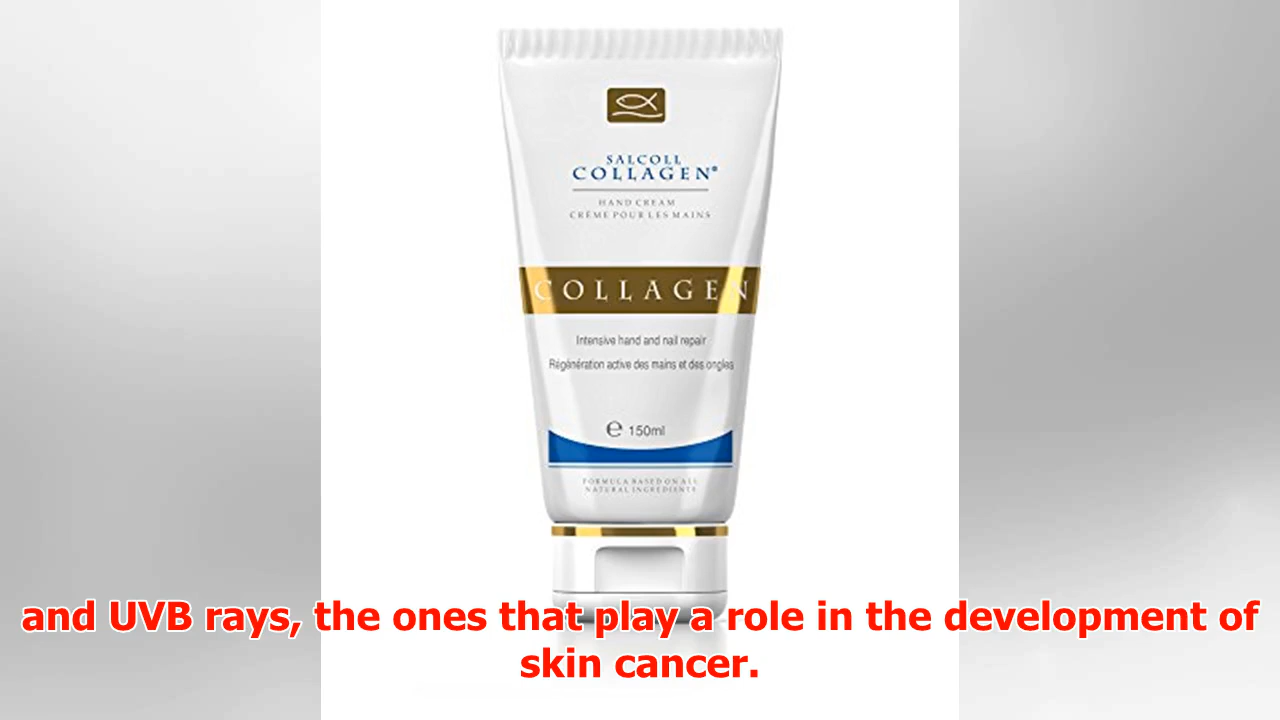 SALCOLL
COLLAGEN®
HAND CREAM
CRÈME POUR LES MAINS
COLLAGEN
Intensive hand and nail repair
Régénération active des mains et des ongles
℮ 150ml
FORMULA BASED ON ALL
NATURAL INGREDIENTS
and UVB rays, the ones that play a role in the development of
skin cancer.